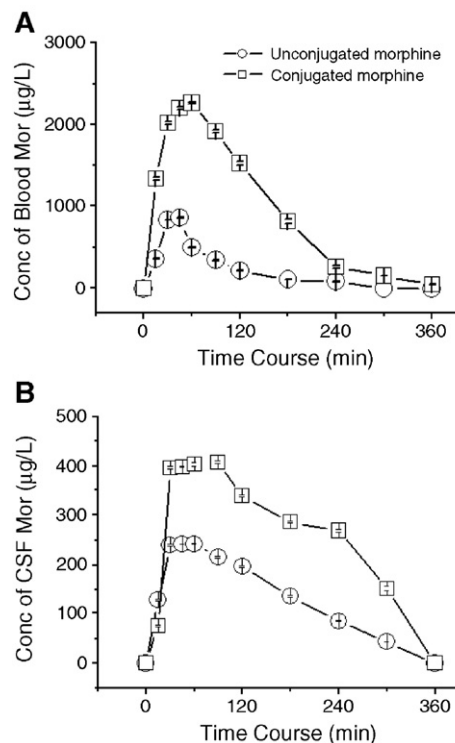 A
3000
2000
1000
0
Conc of Blood Mor (μg/L)
Unconjugated morphine
Conjugated morphine
0 120 240 360
Time Course (min)
B
500
400
300
200
100
0
Conc of CSF Mor (μg/L)
0 120 240 360
Time Course (min)